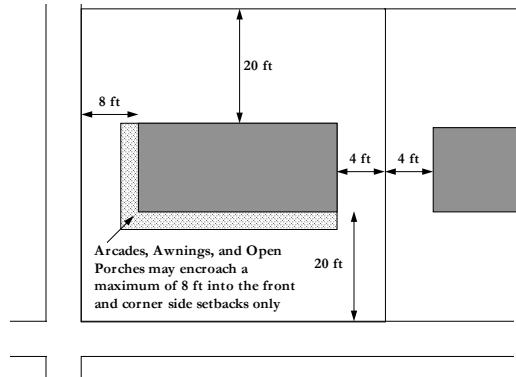 20 ft
8 ft
4 ft
4 ft
Arcades, Awnings, and Open
Porches may encroach a
maximum of 8 ft into the front
and corner side setbacks only
20 ft